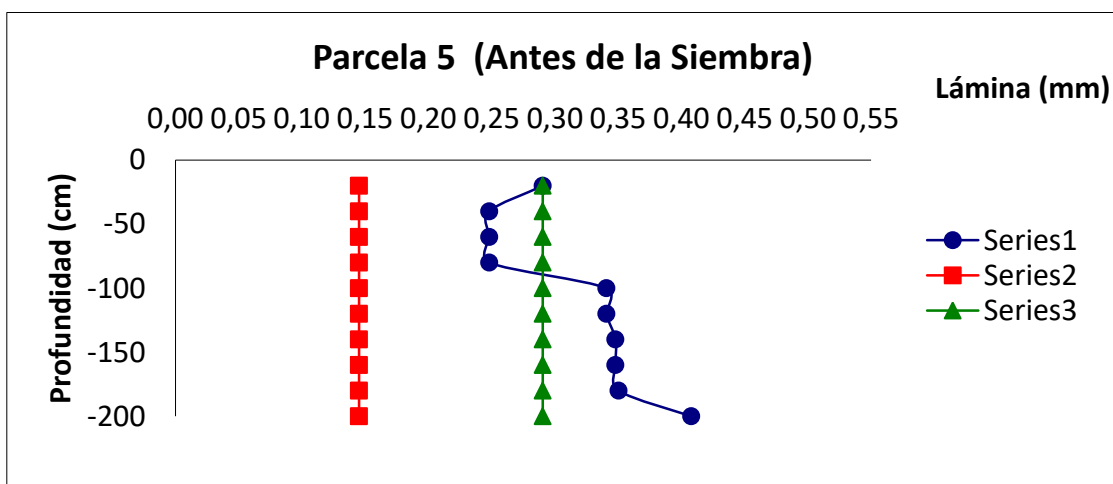 Parcela 5  (Antes de la Siembra)
Lámina (mm)
0,00 0,05 0,10 0,15 0,20 0,25 0,30 0,35 0,40 0,45 0,50 0,55
Profundidad (cm)
0
-50
-100
-150
-200
Series1
Series2
Series3